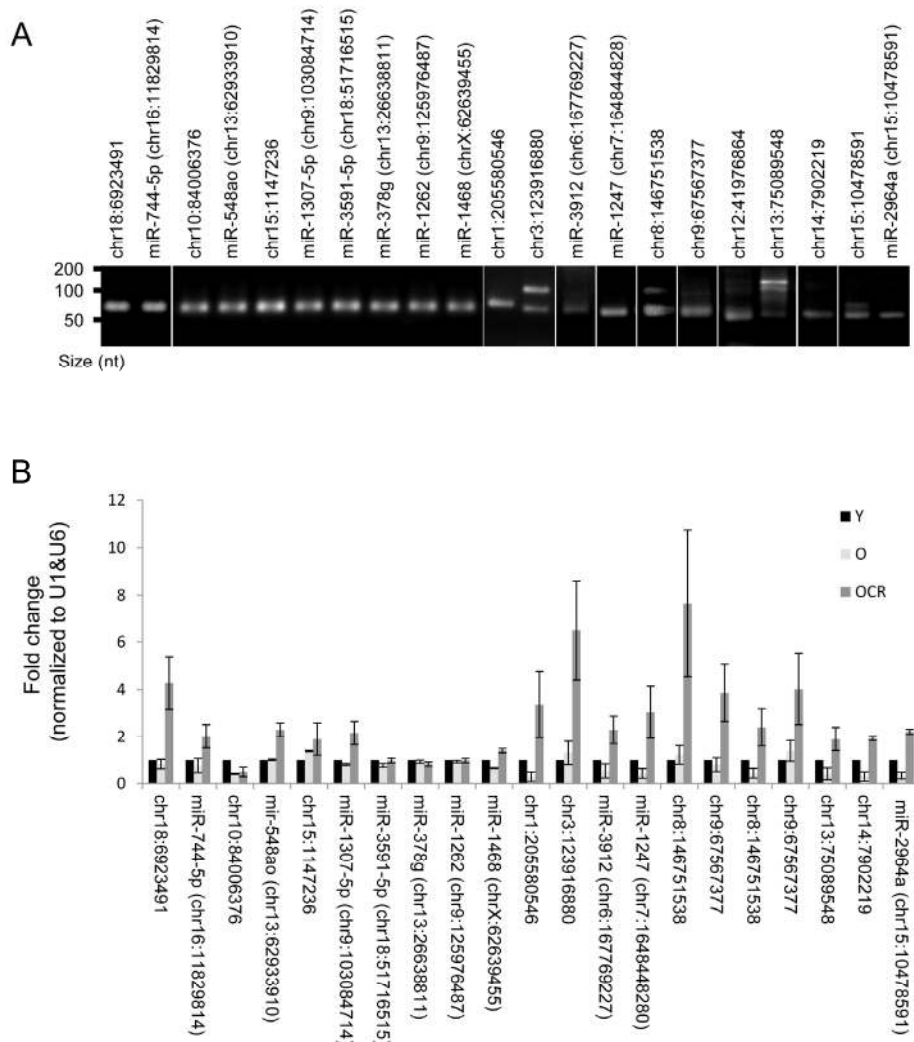 A
chr18:6923491
miR-744-5p (chr16:11829814)
chr10:84006376
miR-548ao (chr13:62933910)
chr15:1147236
miR-1307-5p (chr9:103084714)
miR-3591-5p (chr18:51716515)
miR-378g (chr13:26638811)
miR-1262 (chr9:125976487)
miR-1468 (chrX:62639455)
chr1:205580546
chr3:123916880
miR-3912 (chr6:167769227)
miR-1247 (chr7:164844828)
chr8:146751538
chr9:67567377
chr12:41976864
chr13:75089548
chr14:7902219
chr15:10478591
miR-2964a (chr15:10478591)
200
100
50
Size (nt)
B
Fold change
(normalized to U1&U6)
12
10
8
6
4
2
0
Y
O
OCR
chr18:6923491
miR-744-5p (chr16:11829814)
chr10:84006376
mir-548ao (chr13:62933910)
chr15:1147236
miR-1307-5p (chr9:103084714)
miR-3591-5p (chr18:51716515)
miR-378g (chr13:26638811)
miR-1262 (chr9:125976487)
miR-1468 (chrX:62639455)
chr1:205580546
chr3:123916880
miR-3912 (chr6:167769227)
miR-1247 (chr7:1648448280)
chr8:146751538
chr9:67567377
chr8:146751538
chr9:67567377
chr13:75089548
chr14:7902219
miR-2964a (chr15:10478591)